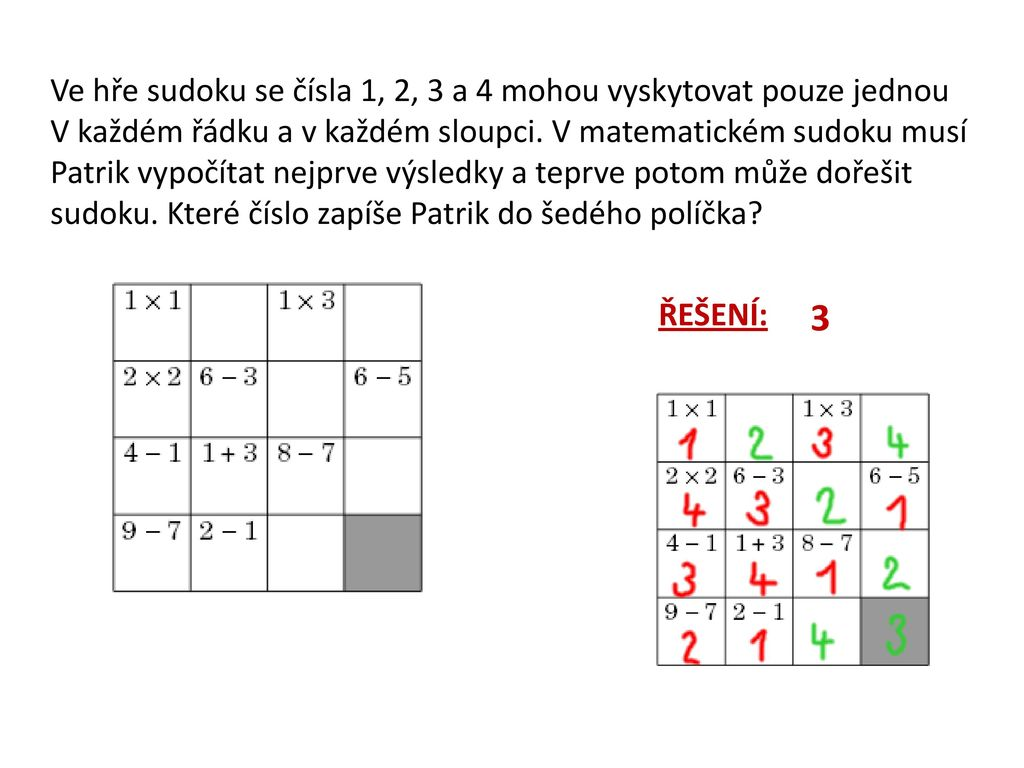 Ve hře sudoku se čísla 1, 2, 3 a 4 mohou vyskytovat pouze jednou
V každém řádku a v každém sloupci. V matematickém sudoku musí
Patrik vypočítat nejprve výsledky a teprve potom může dořešit
sudoku. Které číslo zapíše Patrik do šedého políčka?
1 × 1 1 × 3
2 × 2 6 – 3 6 – 5
4 – 1 1 + 3 8 – 7
9 – 7 2 – 1
ŘEŠENÍ: 3
1 × 1 1 × 3
1 2 3 4
2 × 2 6 – 3 6 – 5
4 3 2 1
4 – 1 1 + 3 8 – 7
3 4 1 2
9 – 7 2 – 1
2 1 4 3